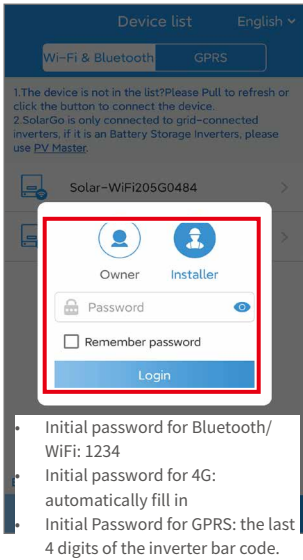 Device list English
Wi-Fi & Bluetooth GPRS
1.The device is not in the list?Please Pull to refresh or
click the button to connect the device.
2.SolarGo is only connected to grid-connected
inverters, if it is an Battery Storage Inverters, please
use PV Master.
Solar-WiFi205G0484
Owner Installer
Password
Remember password
Login
• Initial password for Bluetooth/
WiFi: 1234
• Initial password for 4G:
automatically fill in
• Initial Password for GPRS: the last
4 digits of the inverter bar code.